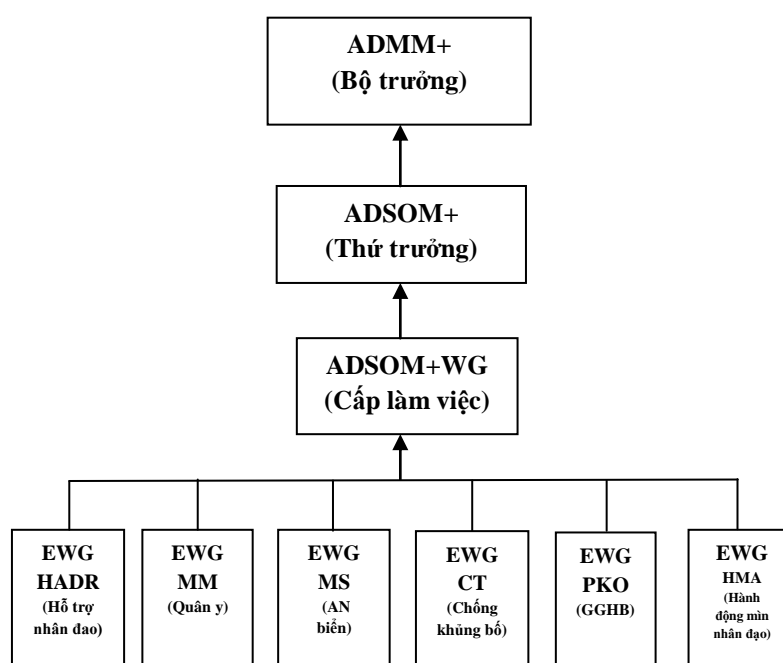 ADMM+
(Bộ trưởng)
ADSOM+
(Thứ trưởng)
ADSOM+WG
(Cấp làm việc)
EWG
HADR
(Hỗ trợ
nhân đao)
EWG
MM
(Quân y)
EWG
MS
(AN
biển)
EWG
CT
(Chống
khủng bố)
EWG
PKO
(GGHB)
EWG
HMA
(Hành
động mìn
nhân đạo)